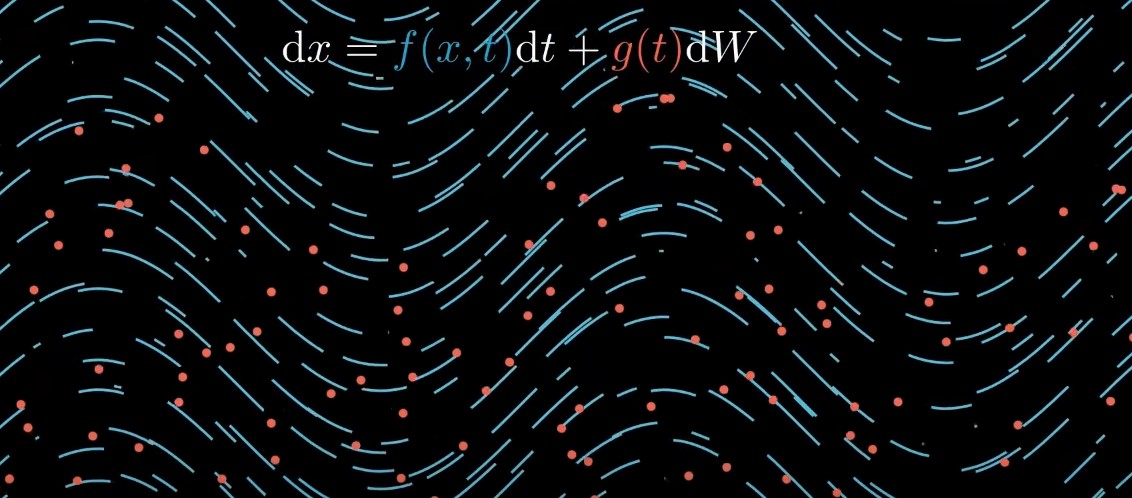 dx = f(x, t)dt + g(t)dW